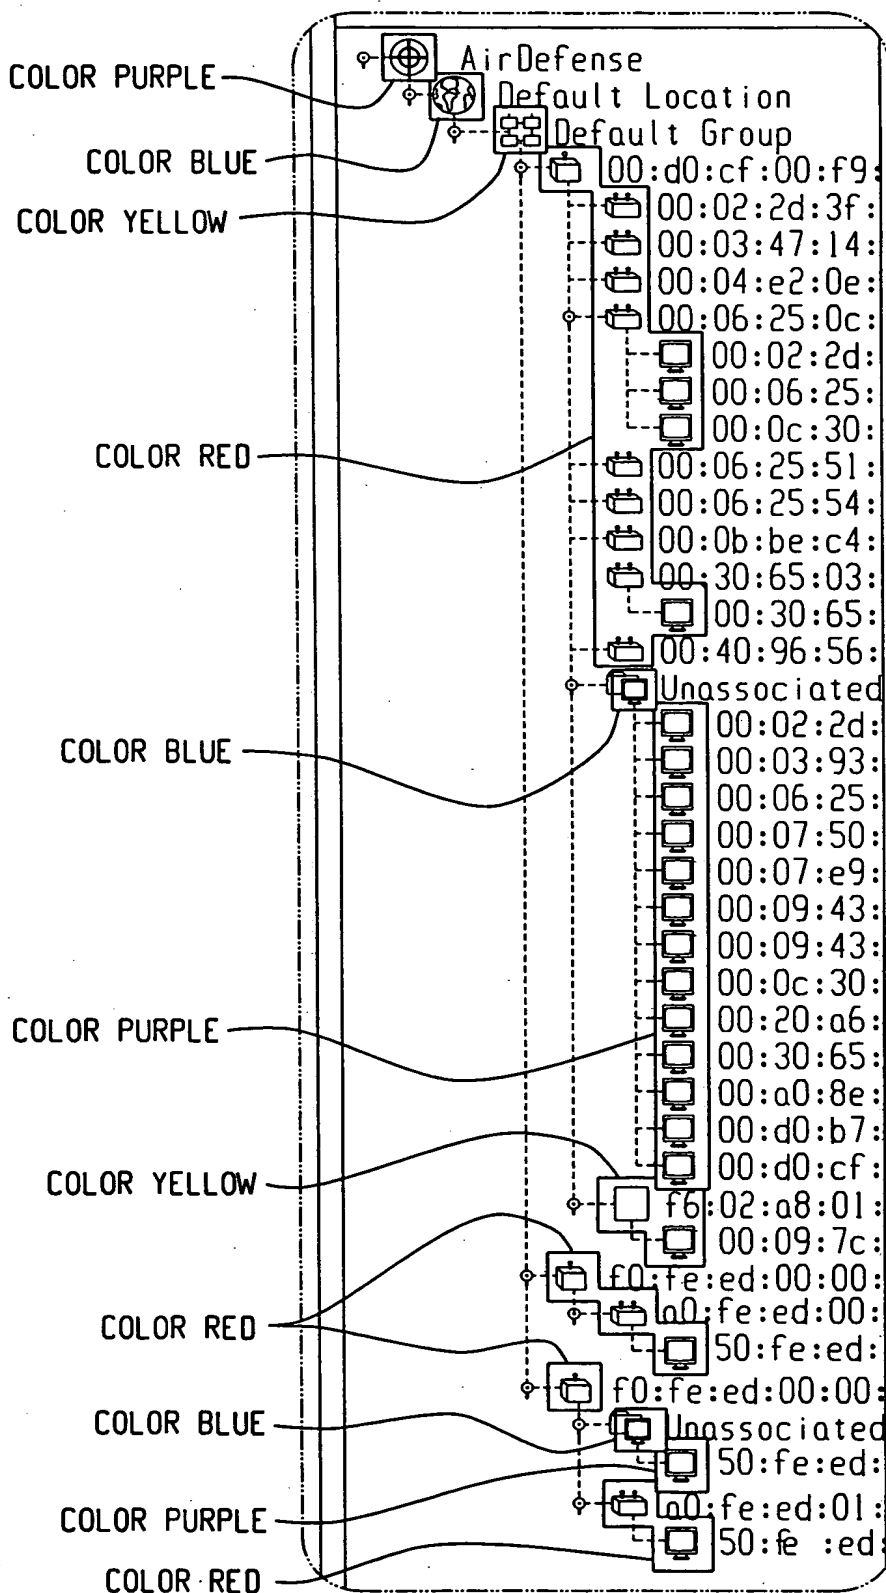 AirDefense
COLOR PURPLE
Default Location
Default Group
COLOR BLUE
00:d0:cf:00:f9:
00:02:2d:3f:
COLOR YELLOW
00:03:47:14:
00:04:e2:0e:
00:06:25:0c:
00:02:2d:
00:06:25:
00:0c:30:
COLOR RED
00:06:25:51:
00:06:25:54:
00:0b:be:c4:
00:30:65:03:
00:30:65:
00:40:96:56:
Unassociated
00:02:2d:
COLOR BLUE
00:03:93:
00:06:25:
00:07:50:
00:07:e9:
00:09:43:
00:09:43:
00:0c:30:
00:20:a6:
COLOR PURPLE
00:30:65:
00:a0:8e:
00:d0:b7:
00:d0:cf:
COLOR YELLOW
f6:02:a8:01:
00:09:7c:
f0:fe:ed:00:00:
a0:fe:ed:00:
COLOR RED
50:fe:ed:
f0:fe:ed:00:00:
COLOR BLUE
Unassociated
50:fe:ed:
a0:fe:ed:01:
COLOR PURPLE
50:fe :ed:
COLOR RED